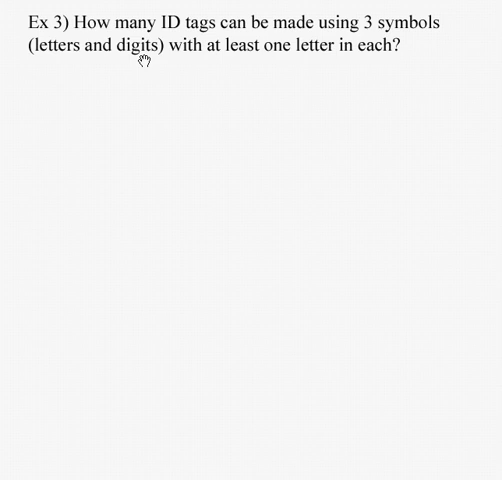 Ex 3) How many ID tags can be made using 3 symbols
(letters and digits) with at least one letter in each?